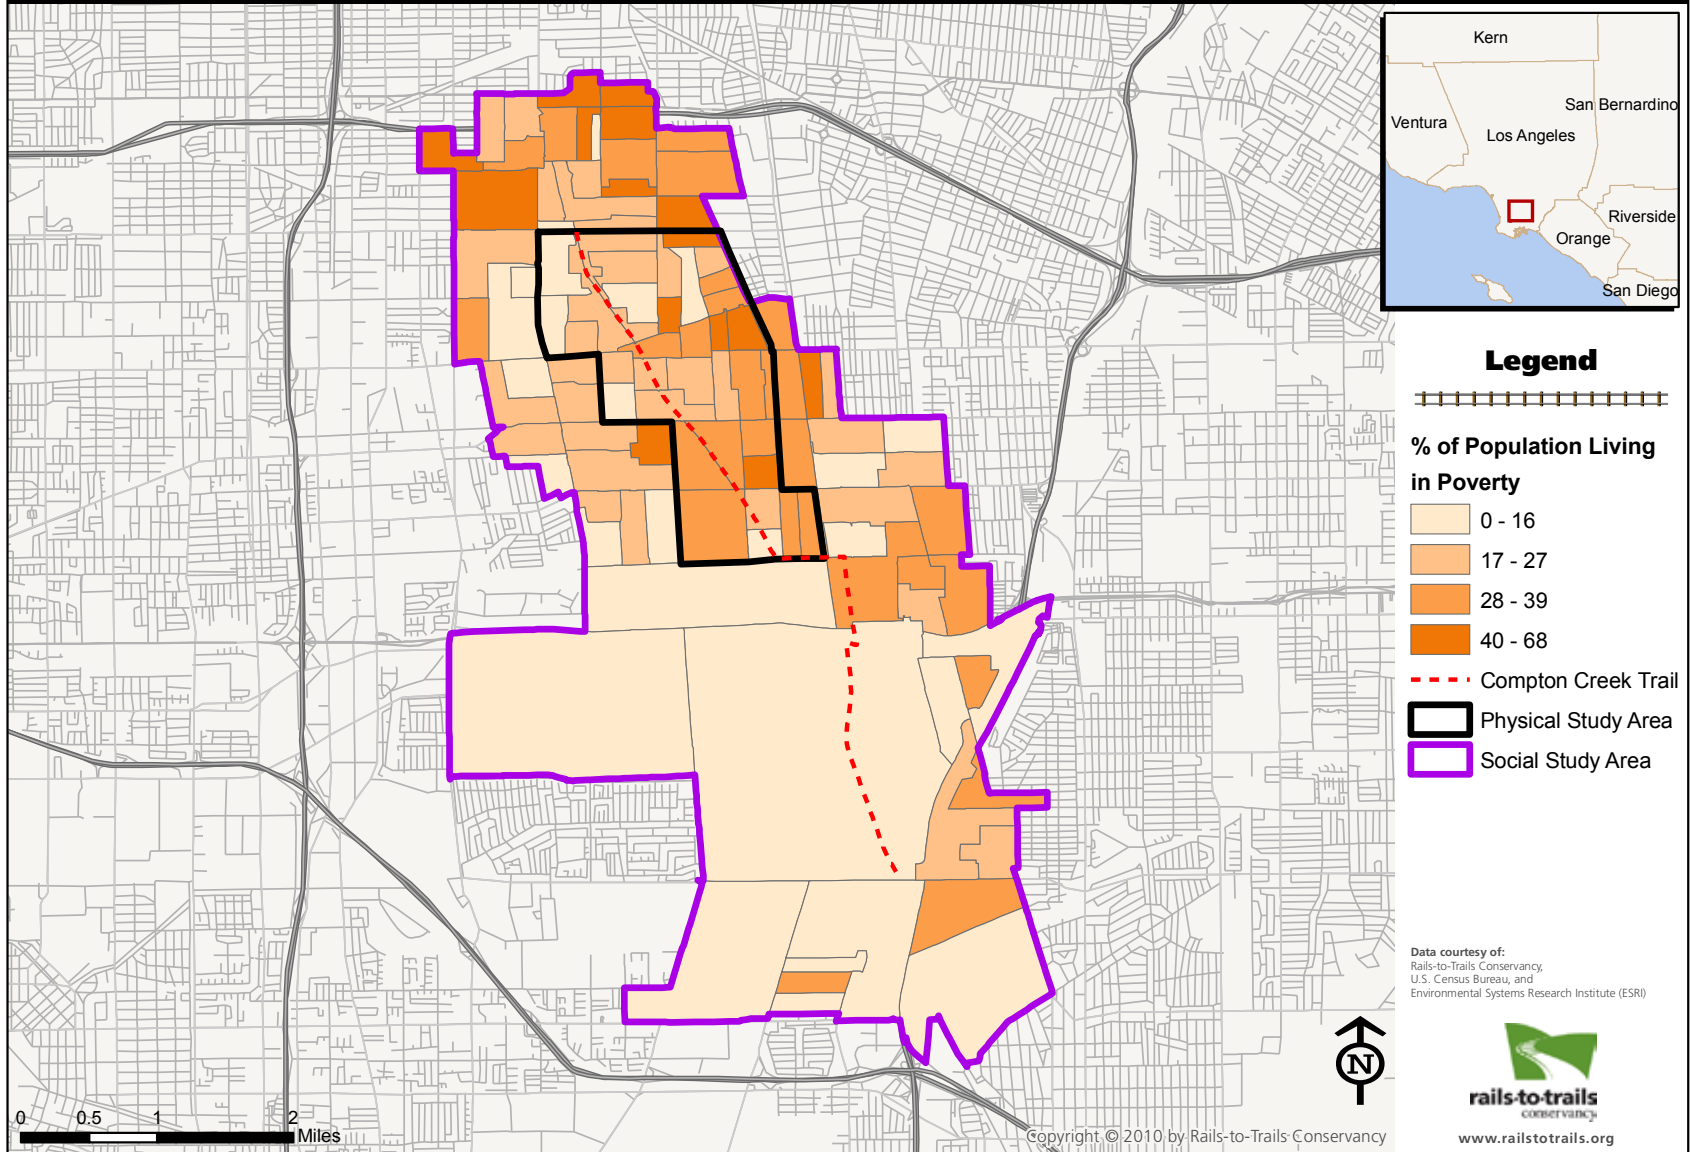 Kern
San Bernardino
Ventura
Los Angeles
Riverside
Orange
San Diego
Legend
% of Population Living
in Poverty
0 - 16
17 - 27
28 - 39
40 - 68
Compton Creek Trail
Physical Study Area
Social Study Area
Data courtesy of:
Rails-to-Trails Conservancy,
U.S. Census Bureau, and
Environmental Systems Research Institute (ESRI)
N
rails·to·trails
conservancy
www.railstotrails.org
0 0.5 1 2
Miles
Copyright © 2010 by Rails-to-Trails Conservancy